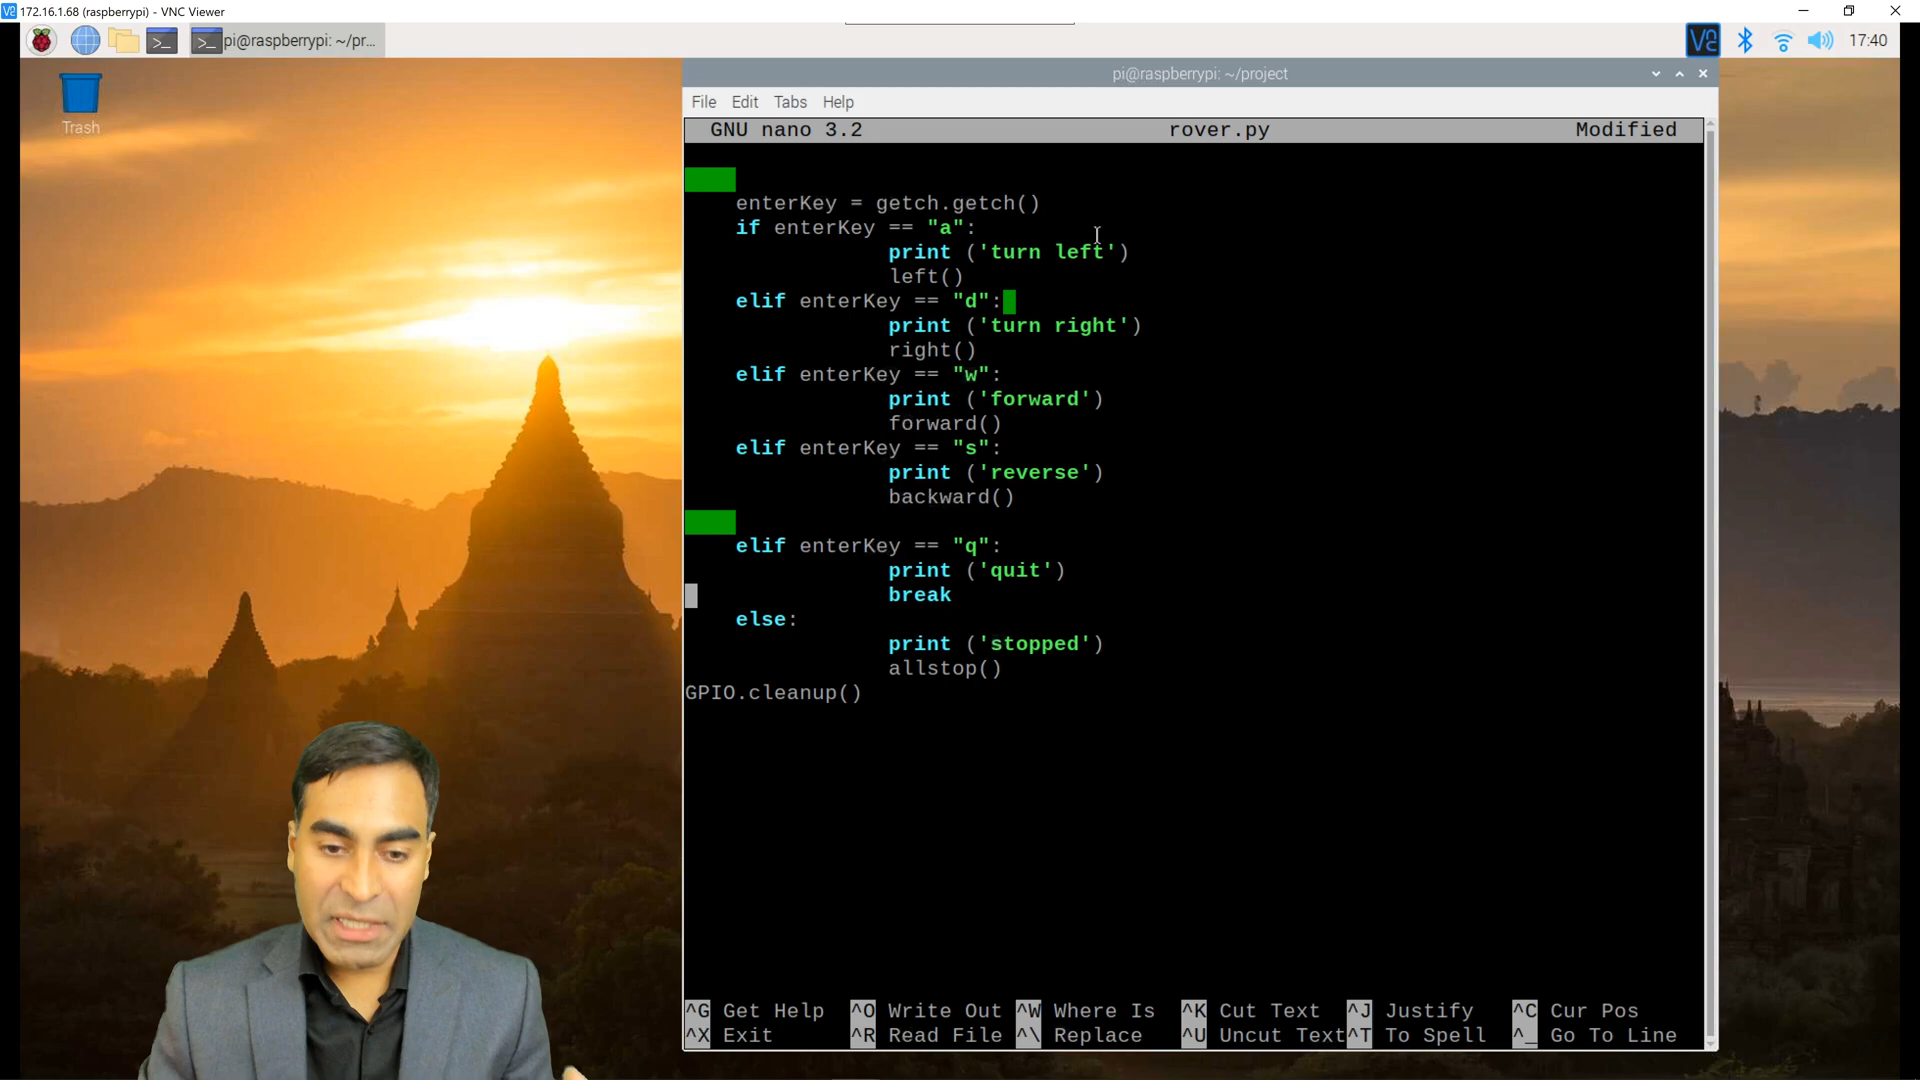 172.16.1.68 (raspberrypi) - VNC Viewer
pi@raspberrypi: ~/pr...
17:40
Trash
pi@raspberrypi: ~/project
File Edit Tabs Help
GNU nano 3.2 rover.py Modified
enterKey = getch.getch()
if enterKey == "a":
print ('turn left')
left()
elif enterKey == "d":
print ('turn right')
right()
elif enterKey == "w":
print ('forward')
forward()
elif enterKey == "s":
print ('reverse')
backward()
elif enterKey == "q":
print ('quit')
break
else:
print ('stopped')
allstop()
GPIO.cleanup()
^G Get Help ^O Write Out ^W Where Is ^K Cut Text ^J Justify ^C Cur Pos
^X Exit ^R Read File ^\ Replace ^U Uncut Text ^T To Spell ^_ Go To Line